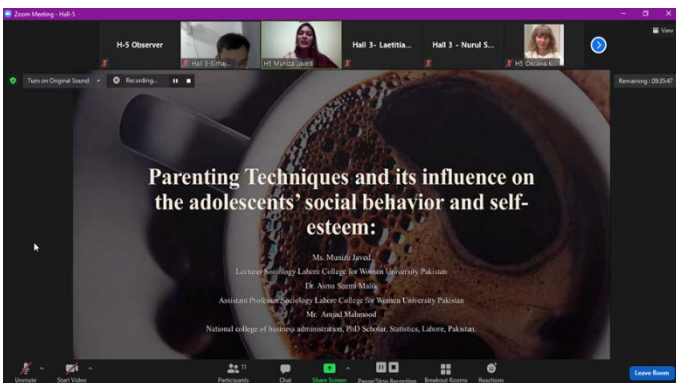 Zoom Meeting - Hall-5
View
H-5 Observer
Hall 3- Laetitia...
Hall 3 - Nurul S...
H5 Muniza Javed
Turn on Original Sound
Recording...
Remaining : 09:35:47
Parenting Techniques and its influence on
the adolescents' social behavior and self-
esteem:
Ms. Muniza Javed
Lecturer Sociology Lahore College for Women University Pakistan
Dr. Asma Seemi Malik
Assistant Professor Sociology Lahore College for Women University Pakistan
Mr. Amjad Mahmood
National college of business administration, PhD Scholar, Statistics, Lahore, Pakistan.
Unmute
Start Video
11
Participants
Chat
Share Screen
Pause/Stop Recording
Breakout Rooms
Reactions
Leave Room